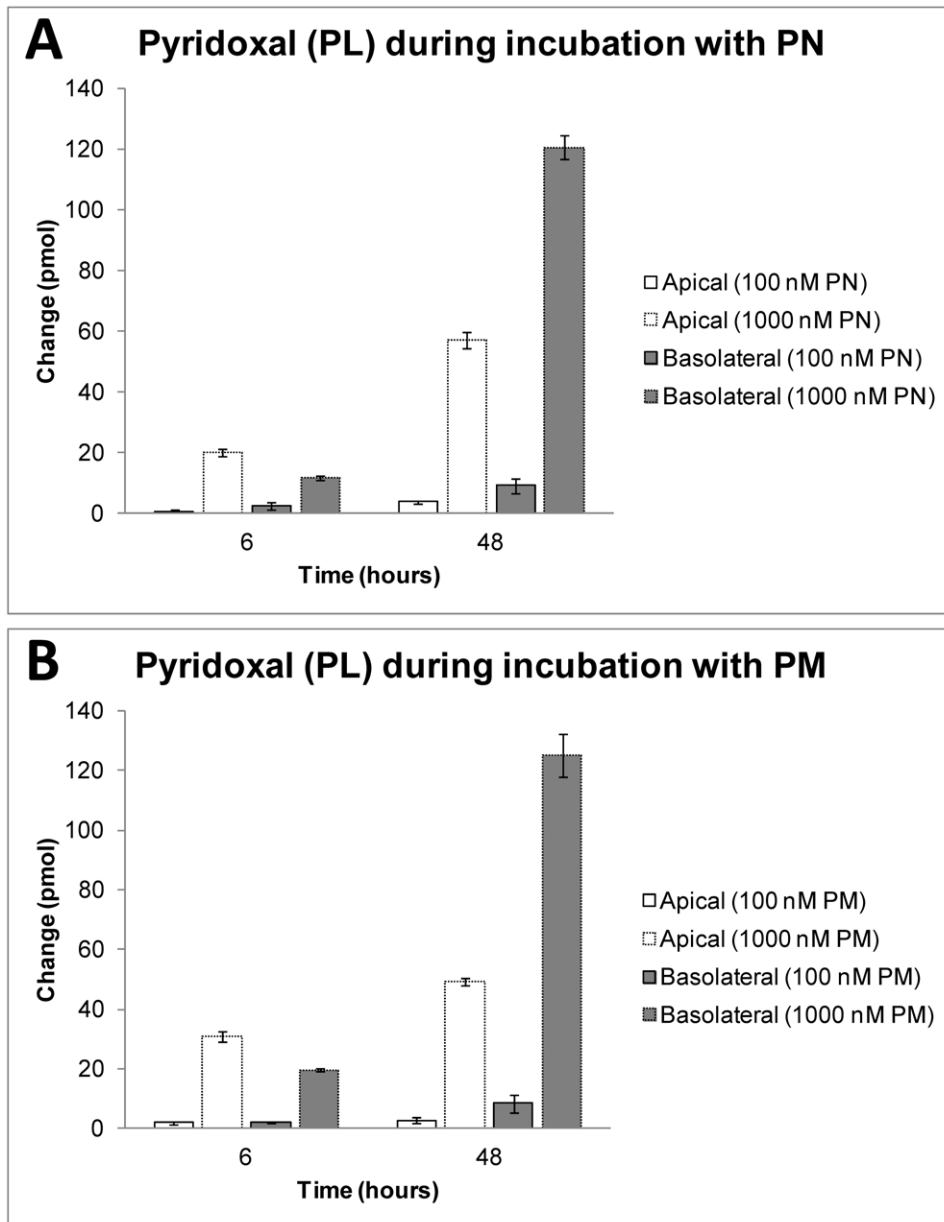 A Pyridoxal (PL) during incubation with PN
140
120
100
80
60
40
20
0
Change (pmol)
6 48
Time (hours)
Apical (100 nM PN)
Apical (1000 nM PN)
Basolateral (100 nM PN)
Basolateral (1000 nM PN)
B Pyridoxal (PL) during incubation with PM
140
120
100
80
60
40
20
0
Change (pmol)
6 48
Time (hours)
Apical (100 nM PM)
Apical (1000 nM PM)
Basolateral (100 nM PM)
Basolateral (1000 nM PM)